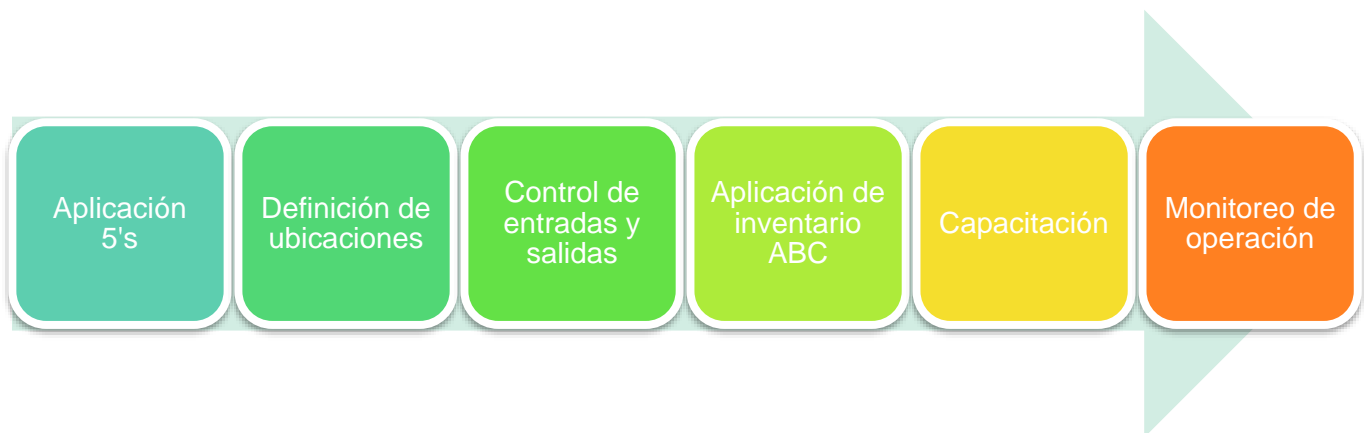 Aplicación
5's
Definición de
ubicaciones
Control de
entradas y
salidas
Aplicación de
inventario
ABC
Capacitación
Monitoreo de
operación